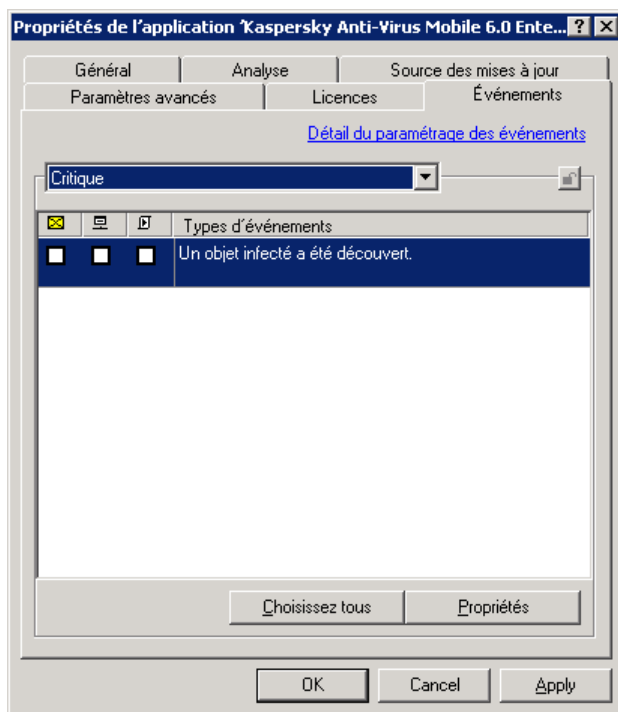 Propriétés de l'application 'Kaspersky Anti-Virus Mobile 6.0 Ente...
Général Analyse Source des mises à jour
Paramètres avancés Licences Événements
Détail du paramétrage des événements
Critique
Types d'événements
Un objet infecté a été découvert.
Choisissez tous Propriétés
OK Cancel Apply